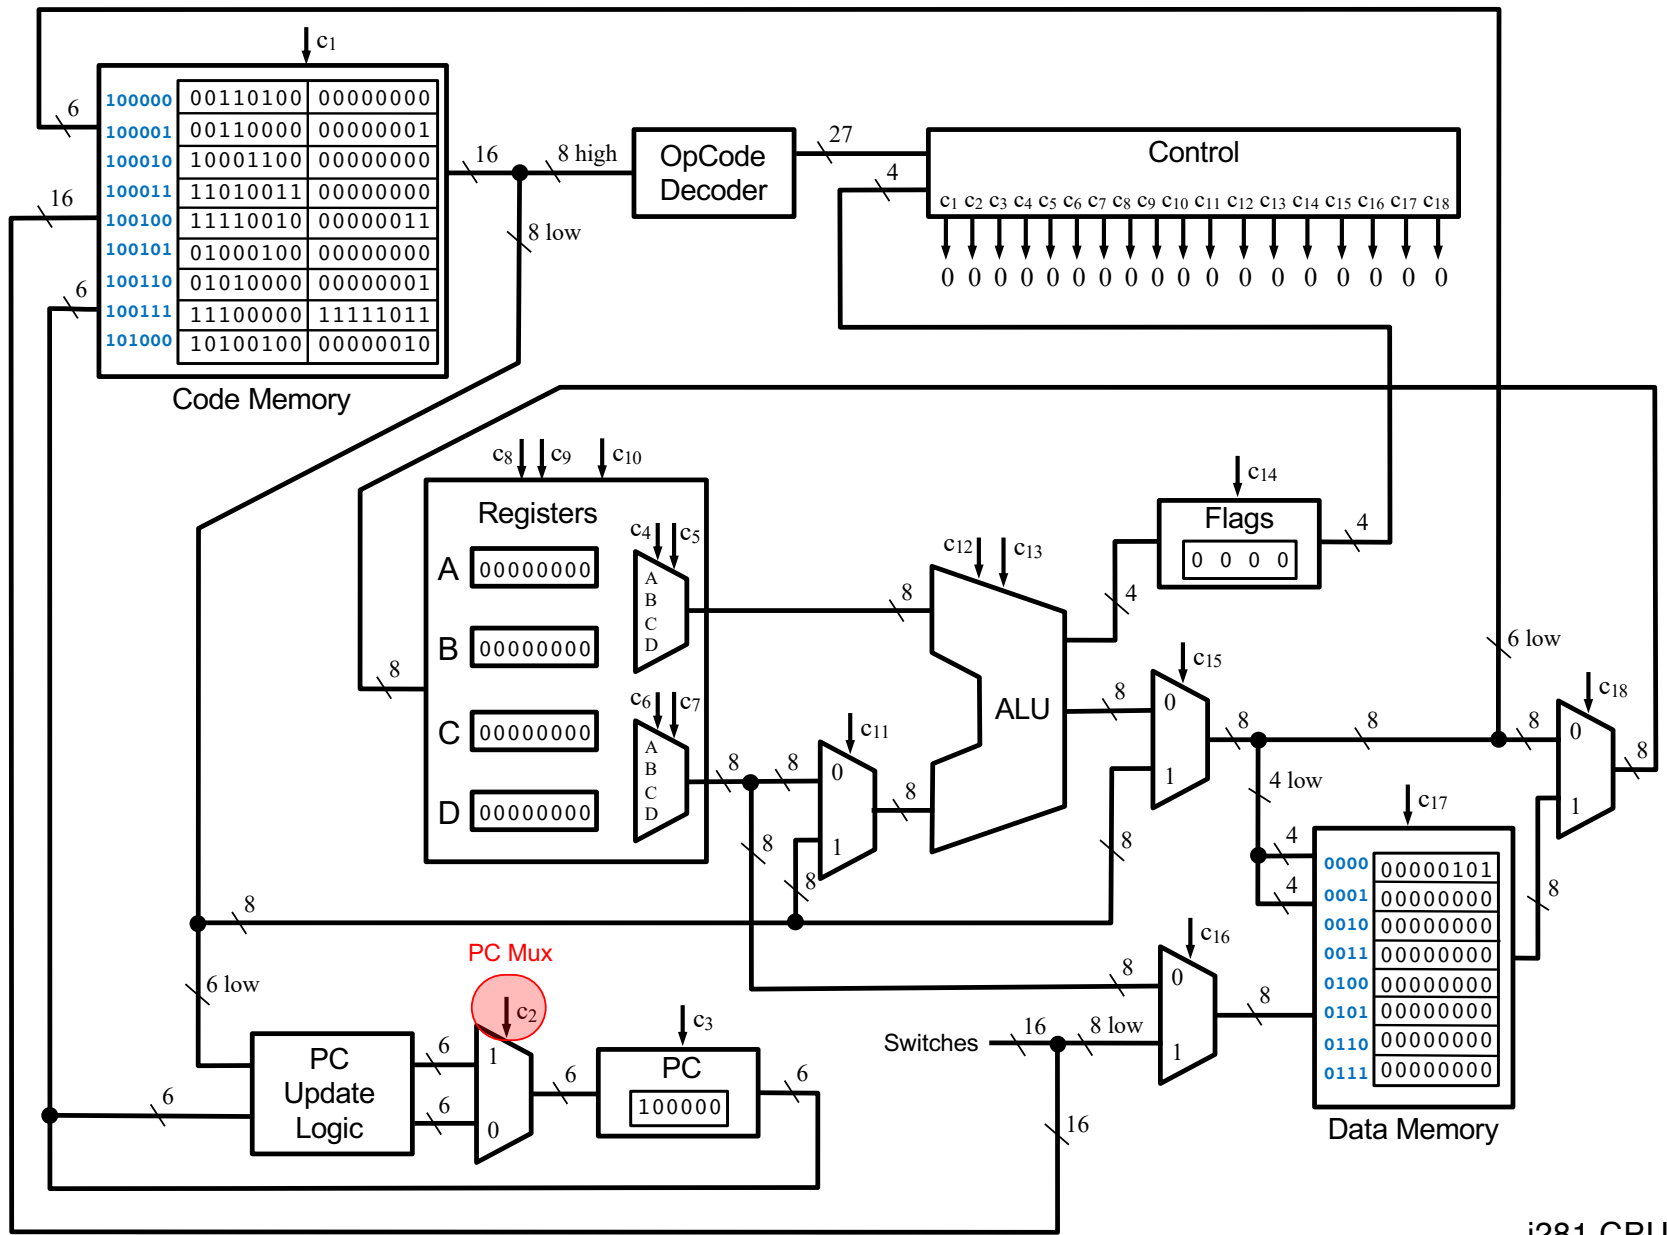 c1
100000 00110100 00000000
100001 00110000 00000001
100010 10001100 00000000
100011 11010011 00000000
100100 11110010 00000011
100101 01000100 00000000
100110 01010000 00000001
100111 11100000 11111011
101000 10100100 00000010
Code Memory
6
16
6
16
8 high
8 low
OpCode
Decoder
27
4
Control
c1 c2 c3 c4 c5 c6 c7 c8 c9 c10 c11 c12 c13 c14 c15 c16 c17 c18
0 0 0 0 0 0 0 0 0 0 0 0 0 0 0 0 0 0
c8 c9 c10
Registers
A 00000000
B 00000000
C 00000000
D 00000000
8
c4 c5
A
B
C
D
c6 c7
A
B
C
D
8
8
8
8
c11
0
1
8
8
c12 c13
ALU
4
8
c14
Flags
0 0 0 0
4
c15
0
1
8
8
8
6 low
8
4 low
4
4
c18
0
1
8
c17
0000 00000101
0001 00000000
0010 00000000
0011 00000000
0100 00000000
0101 00000000
0110 00000000
0111 00000000
Data Memory
8
8
6 low
PC Mux
c2
1
0
PC
Update
Logic
6
6
6
6
c3
PC
100000
6
Switches
16
8 low
16
8
c16
0
1
8
i281 CPU